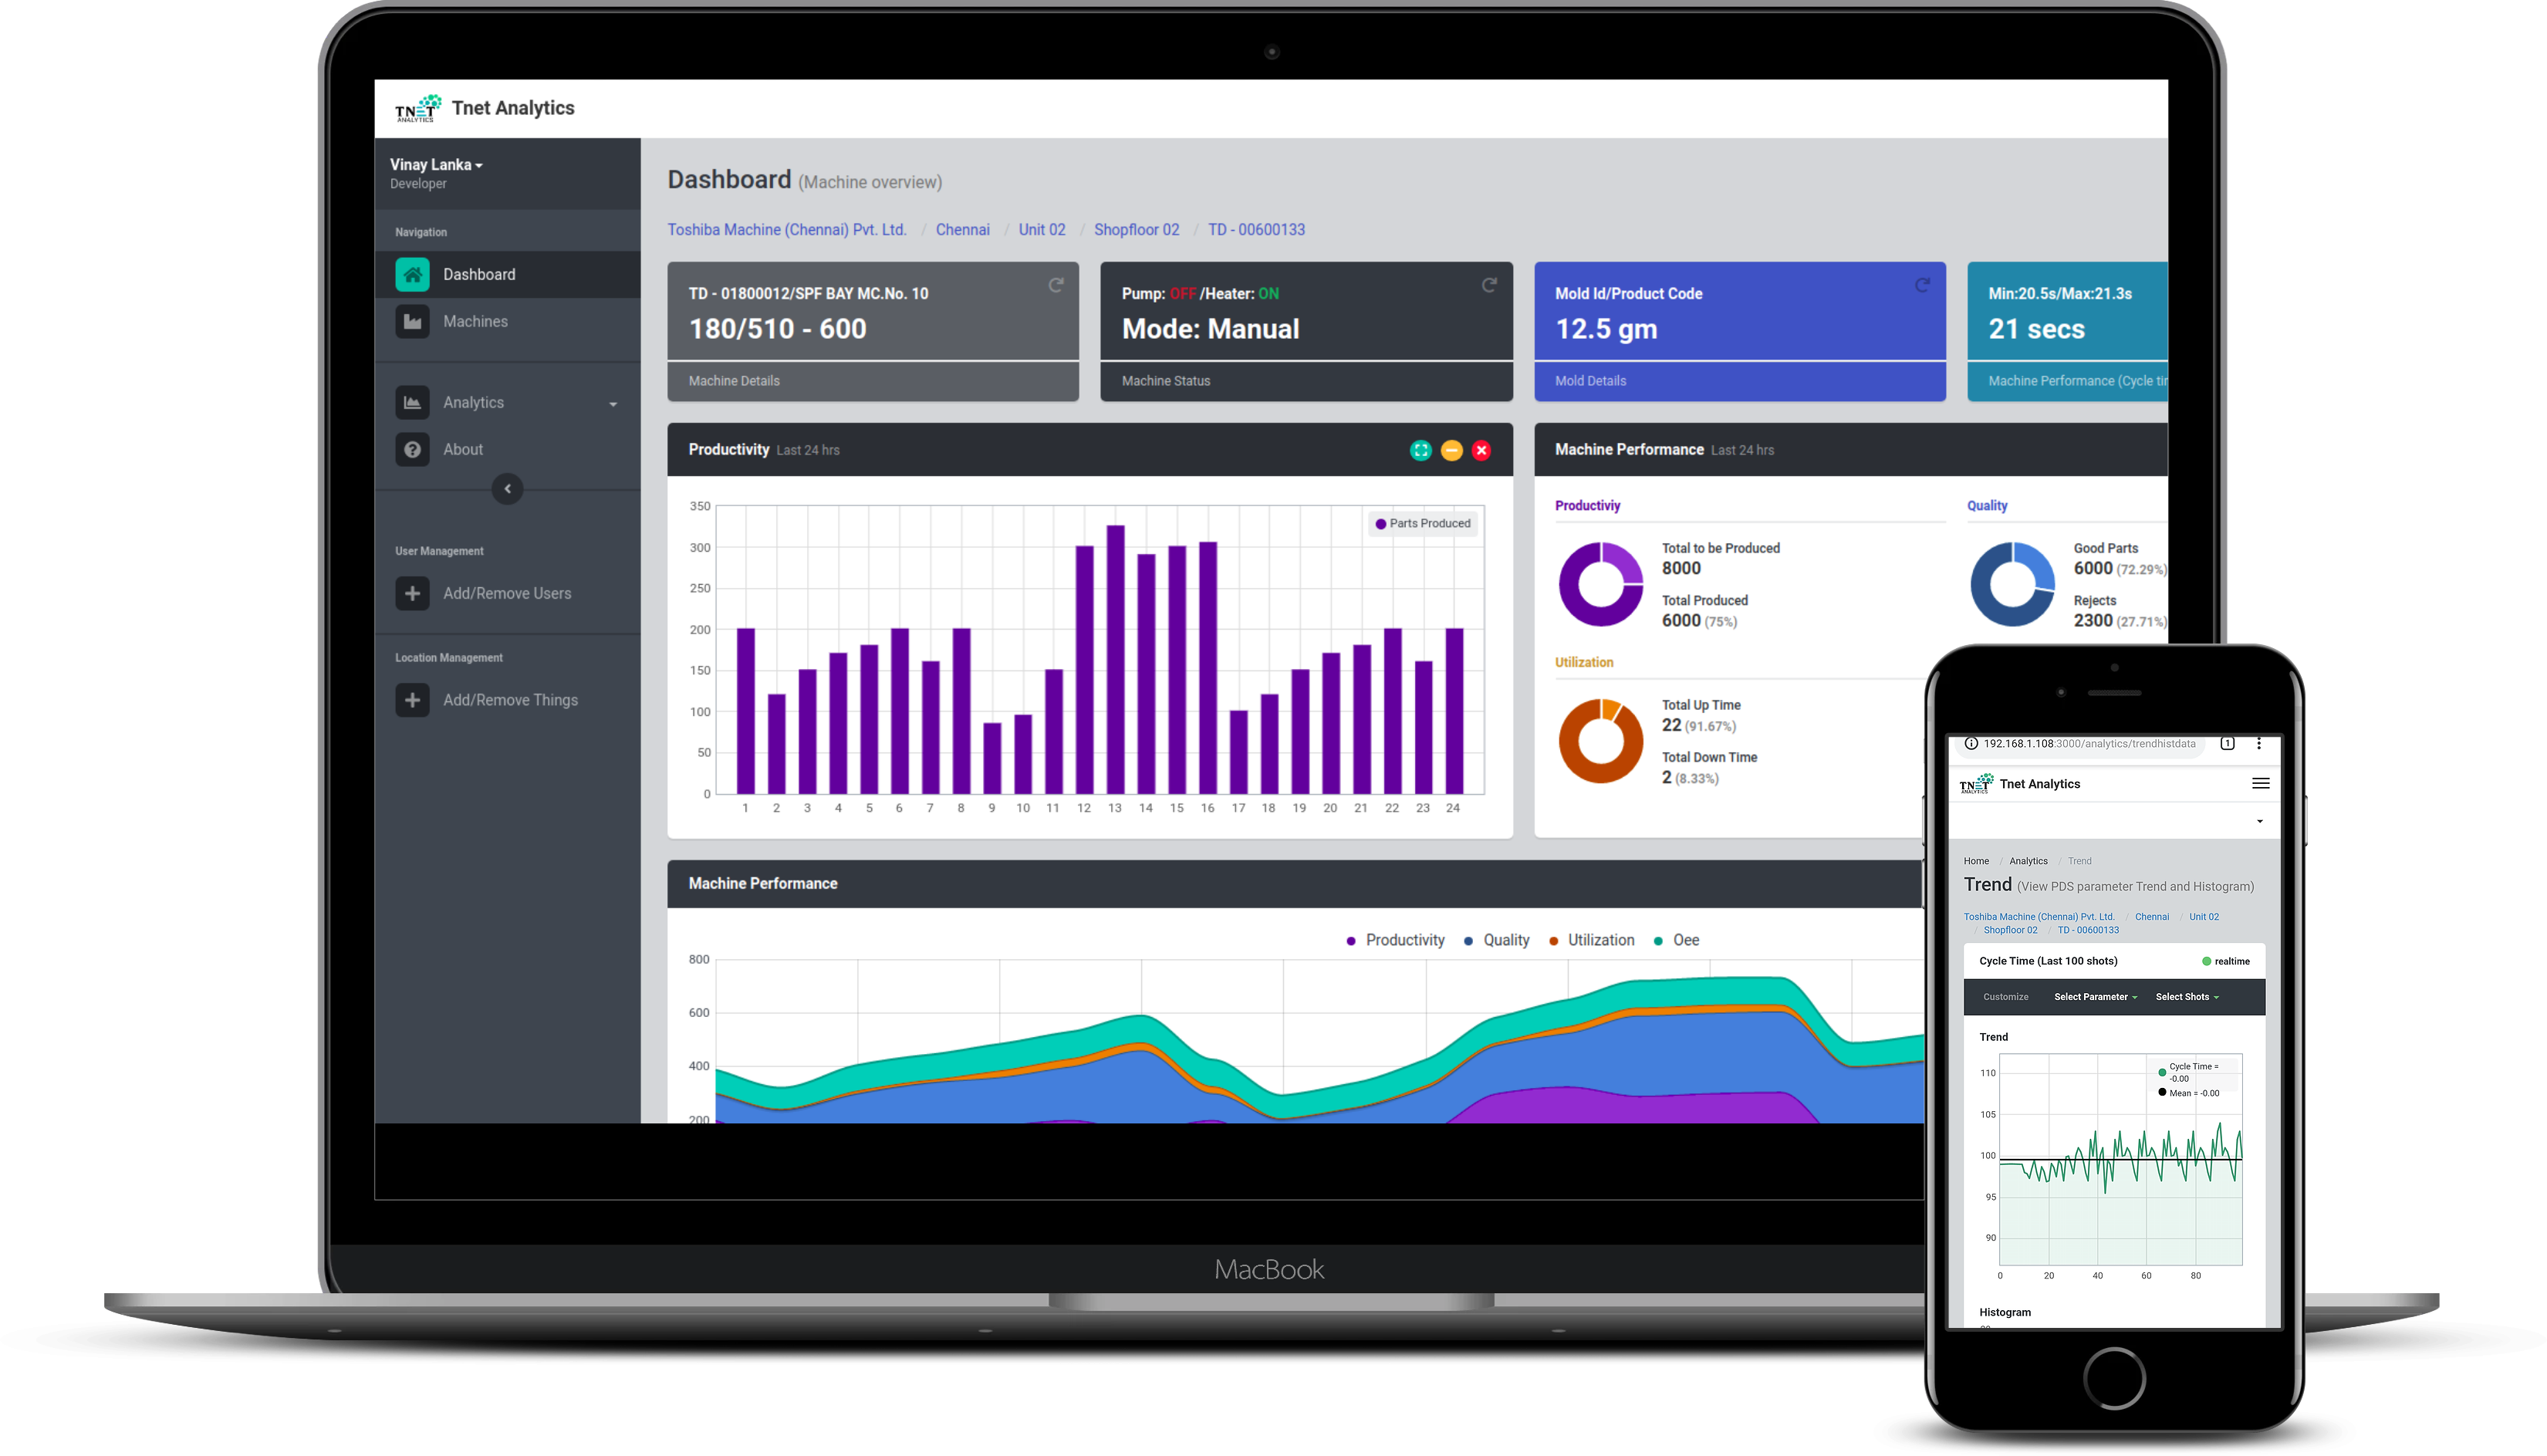 TNET
ANALYTICS
Tnet Analytics
Vinay Lanka
Developer
Navigation
Dashboard
Machines
Analytics
About
User Management
Add/Remove Users
Location Management
Add/Remove Things
Dashboard (Machine overview)
Toshiba Machine (Chennai) Pvt. Ltd. / Chennai / Unit 02 / Shopfloor 02 / TD - 00600133
TD - 01800012/SPF BAY MC.No. 10
180/510 - 600
Machine Details
Pump: OFF /Heater: ON
Mode: Manual
Machine Status
Mold Id/Product Code
12.5 gm
Mold Details
Min:20.5s/Max:21.3s
21 secs
Machine Performance (Cycle tir
Productivity Last 24 hrs
350
300
250
200
150
100
50
0
Parts Produced
1 2 3 4 5 6 7 8 9 10 11 12 13 14 15 16 17 18 19 20 21 22 23 24
Machine Performance Last 24 hrs
Productiviy
Total to be Produced
8000
Total Produced
6000 (75%)
Quality
Good Parts
6000 (72.29%)
Rejects
2300 (27.71%)
Utilization
Total Up Time
22 (91.67%)
Total Down Time
2 (8.33%)
Machine Performance
Productivity Quality Utilization Oee
800
600
400
200
MacBook
192.168.1.108:3000/analytics/trendhistdata 1
TNET
ANALYTICS
Tnet Analytics
Home / Analytics / Trend
Trend (View PDS parameter Trend and Histogram)
Toshiba Machine (Chennai) Pvt. Ltd. / Chennai / Unit 02
/ Shopfloor 02 / TD - 00600133
Cycle Time (Last 100 shots) realtime
Customize Select Parameter Select Shots
Trend
110
105
100
95
90
Cycle Time =
-0.00
Mean = -0.00
0 20 40 60 80
Histogram